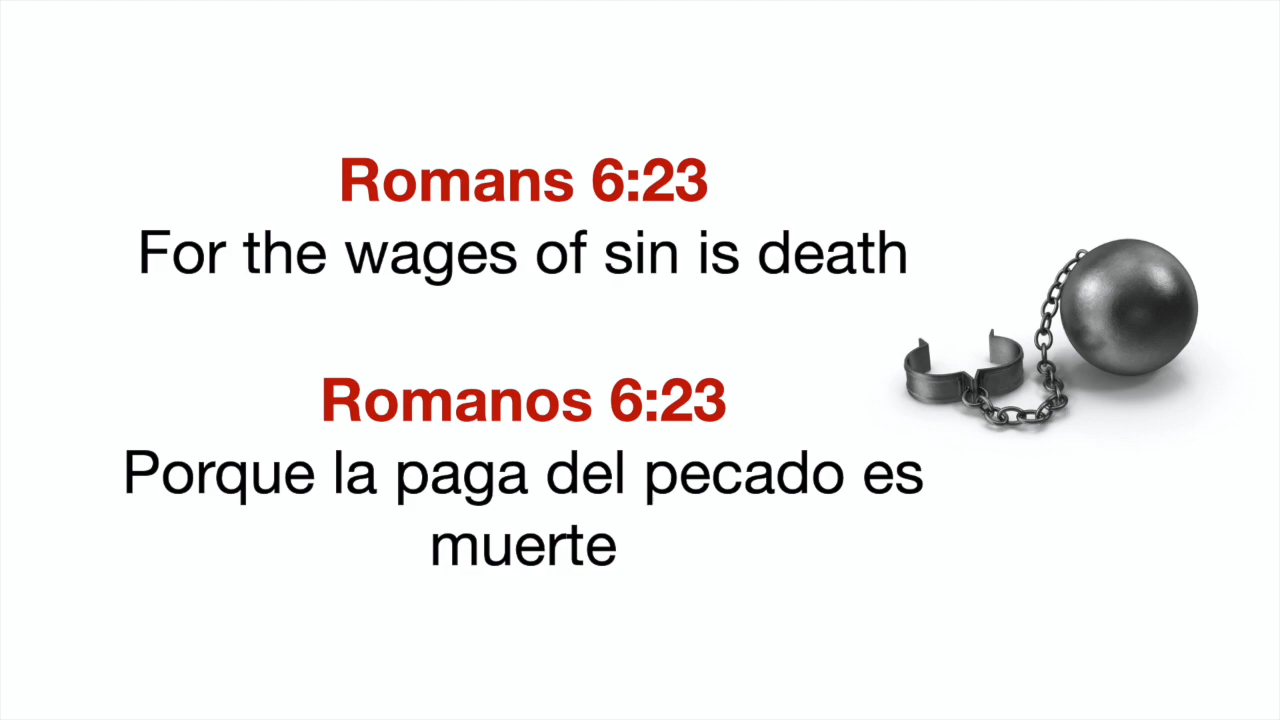 Romans 6:23
For the wages of sin is death
Romanos 6:23
Porque la paga del pecado es
muerte